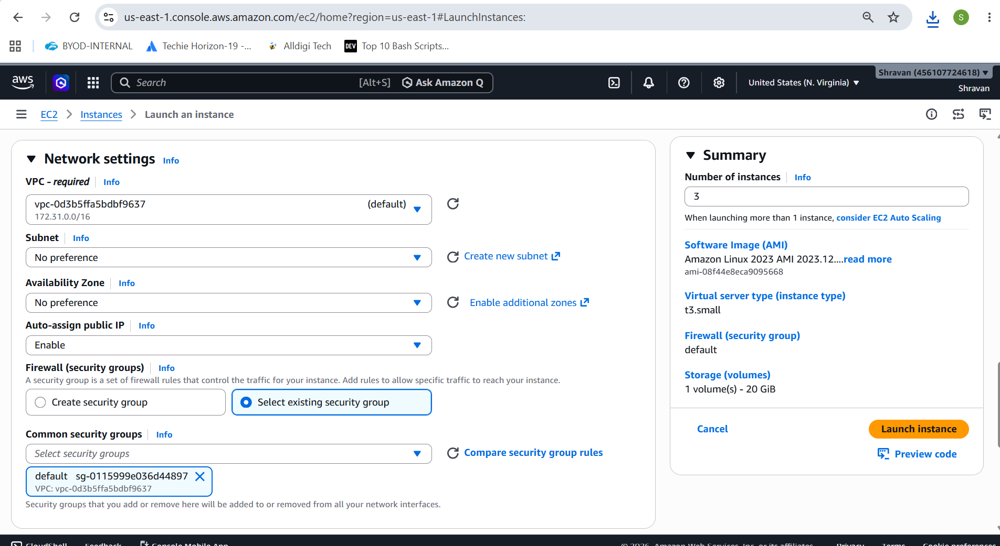 us-east-1.console.aws.amazon.com/ec2/home?region=us-east-1#LaunchInstances:
S
BYOD-INTERNAL
Techie Horizon-19 -...
Alldigi Tech
DEV
Top 10 Bash Scripts...
aws
Search
[Alt+S]
Ask Amazon Q
United States (N. Virginia)
Shravan (456107724618)
Shravan
EC2
Instances
Launch an instance
Network settings Info
VPC - required Info
vpc-0d3b5ffa5bdbf9637 (default)
172.31.0.0/16
Subnet Info
No preference
Create new subnet
Availability Zone Info
No preference
Enable additional zones
Auto-assign public IP Info
Enable
Firewall (security groups) Info
A security group is a set of firewall rules that control the traffic for your instance. Add rules to allow specific traffic to reach your instance.
Create security group
Select existing security group
Common security groups Info
Select security groups
Compare security group rules
default sg-0115999e036d44897
VPC: vpc-0d3b5ffa5bdbf9637
Security groups that you add or remove here will be added to or removed from all your network interfaces.
Summary
Number of instances Info
3
When launching more than 1 instance, consider EC2 Auto Scaling
Software Image (AMI)
Amazon Linux 2023 AMI 2023.12....read more
ami-08f44e8eca9095668
Virtual server type (instance type)
t3.small
Firewall (security group)
default
Storage (volumes)
1 volume(s) - 20 GiB
Cancel
Launch instance
Preview code
CloudShell
Feedback
Console Mobile App
© 2026, Amazon Web Services, Inc. or its affiliates.
Privacy
Terms
Cookie preferences